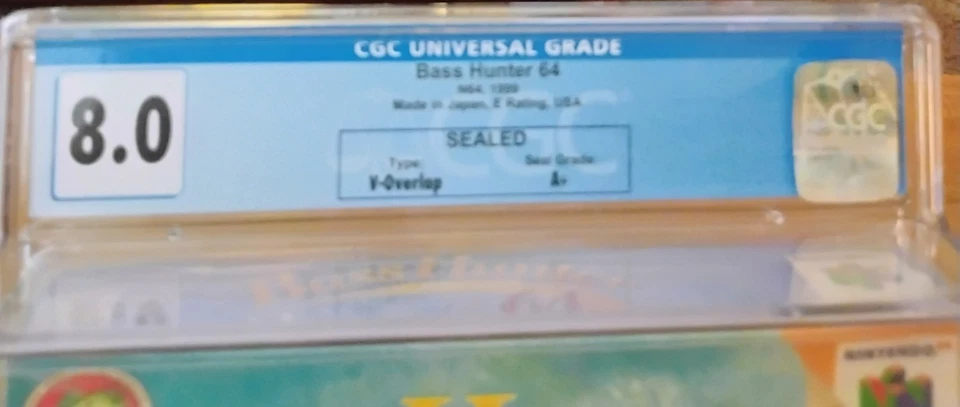 CGC UNIVERSAL GRADE
Bass Hunter 64
N64, 1999
Made in Japan, E Rating, USA
8.0
SEALED
Type: Seal Grade:
V-Overlap A+
CGC
CGC
NINTENDO